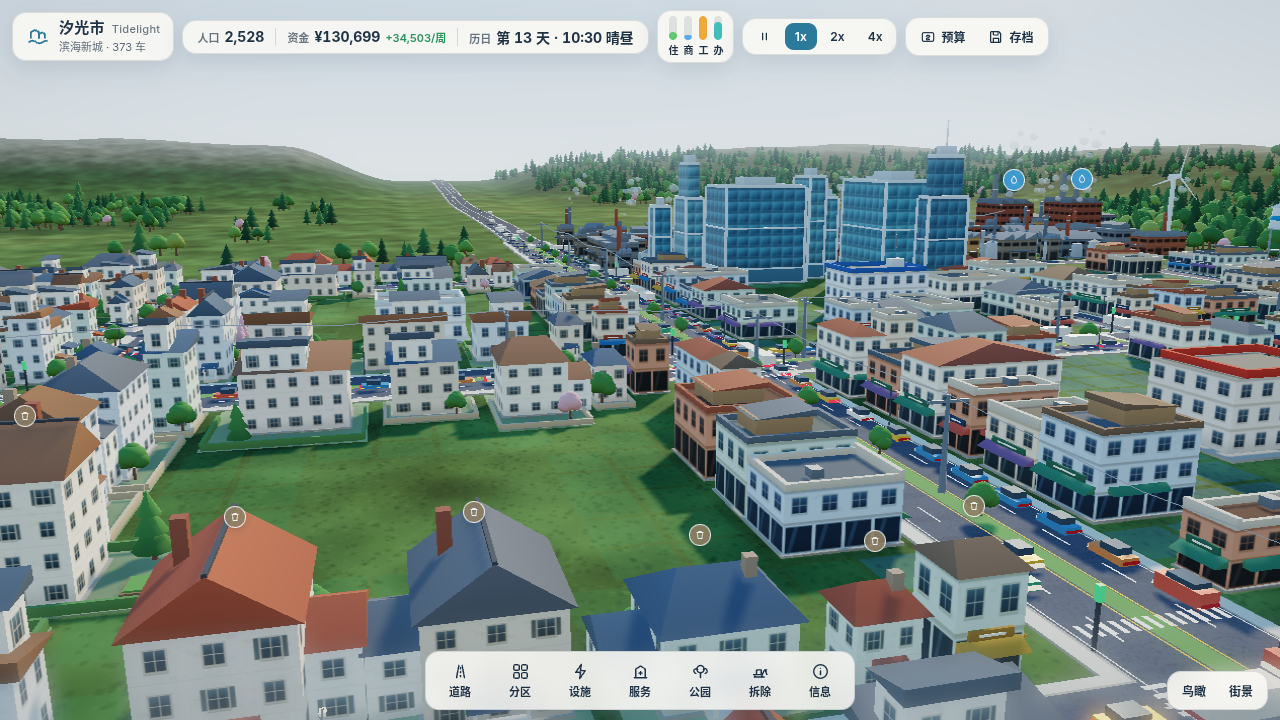 汐光市 Tidelight
滨海新城 · 373 车
人口 2,528 资金 ¥130,699 +34,503/周 历日 第 13 天 · 10:30 晴昼
住 商 工 办
1x 2x 4x
预算 存档
道路 分区 设施 服务 公园 拆除 信息
鸟瞰 街景